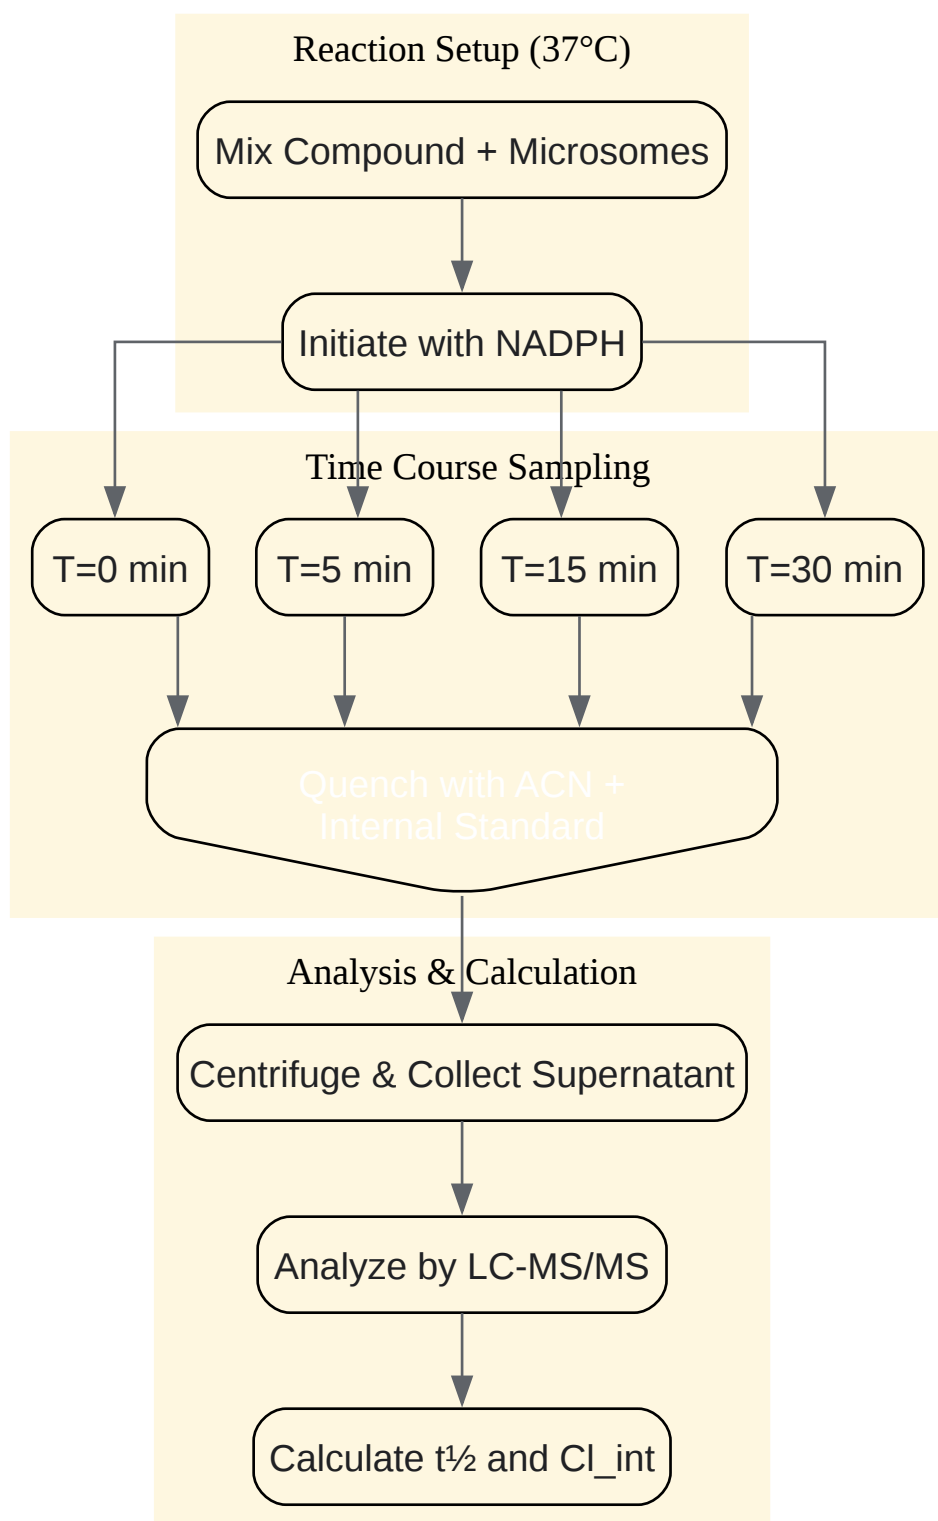 Reaction Setup (37°C)
Mix Compound + Microsomes
Initiate with NADPH
Time Course Sampling
T=0 min
T=5 min
T=15 min
T=30 min
Quench with ACN +
Internal Standard
Analysis & Calculation
Centrifuge & Collect Supernatant
Analyze by LC-MS/MS
Calculate t½ and Cl_int